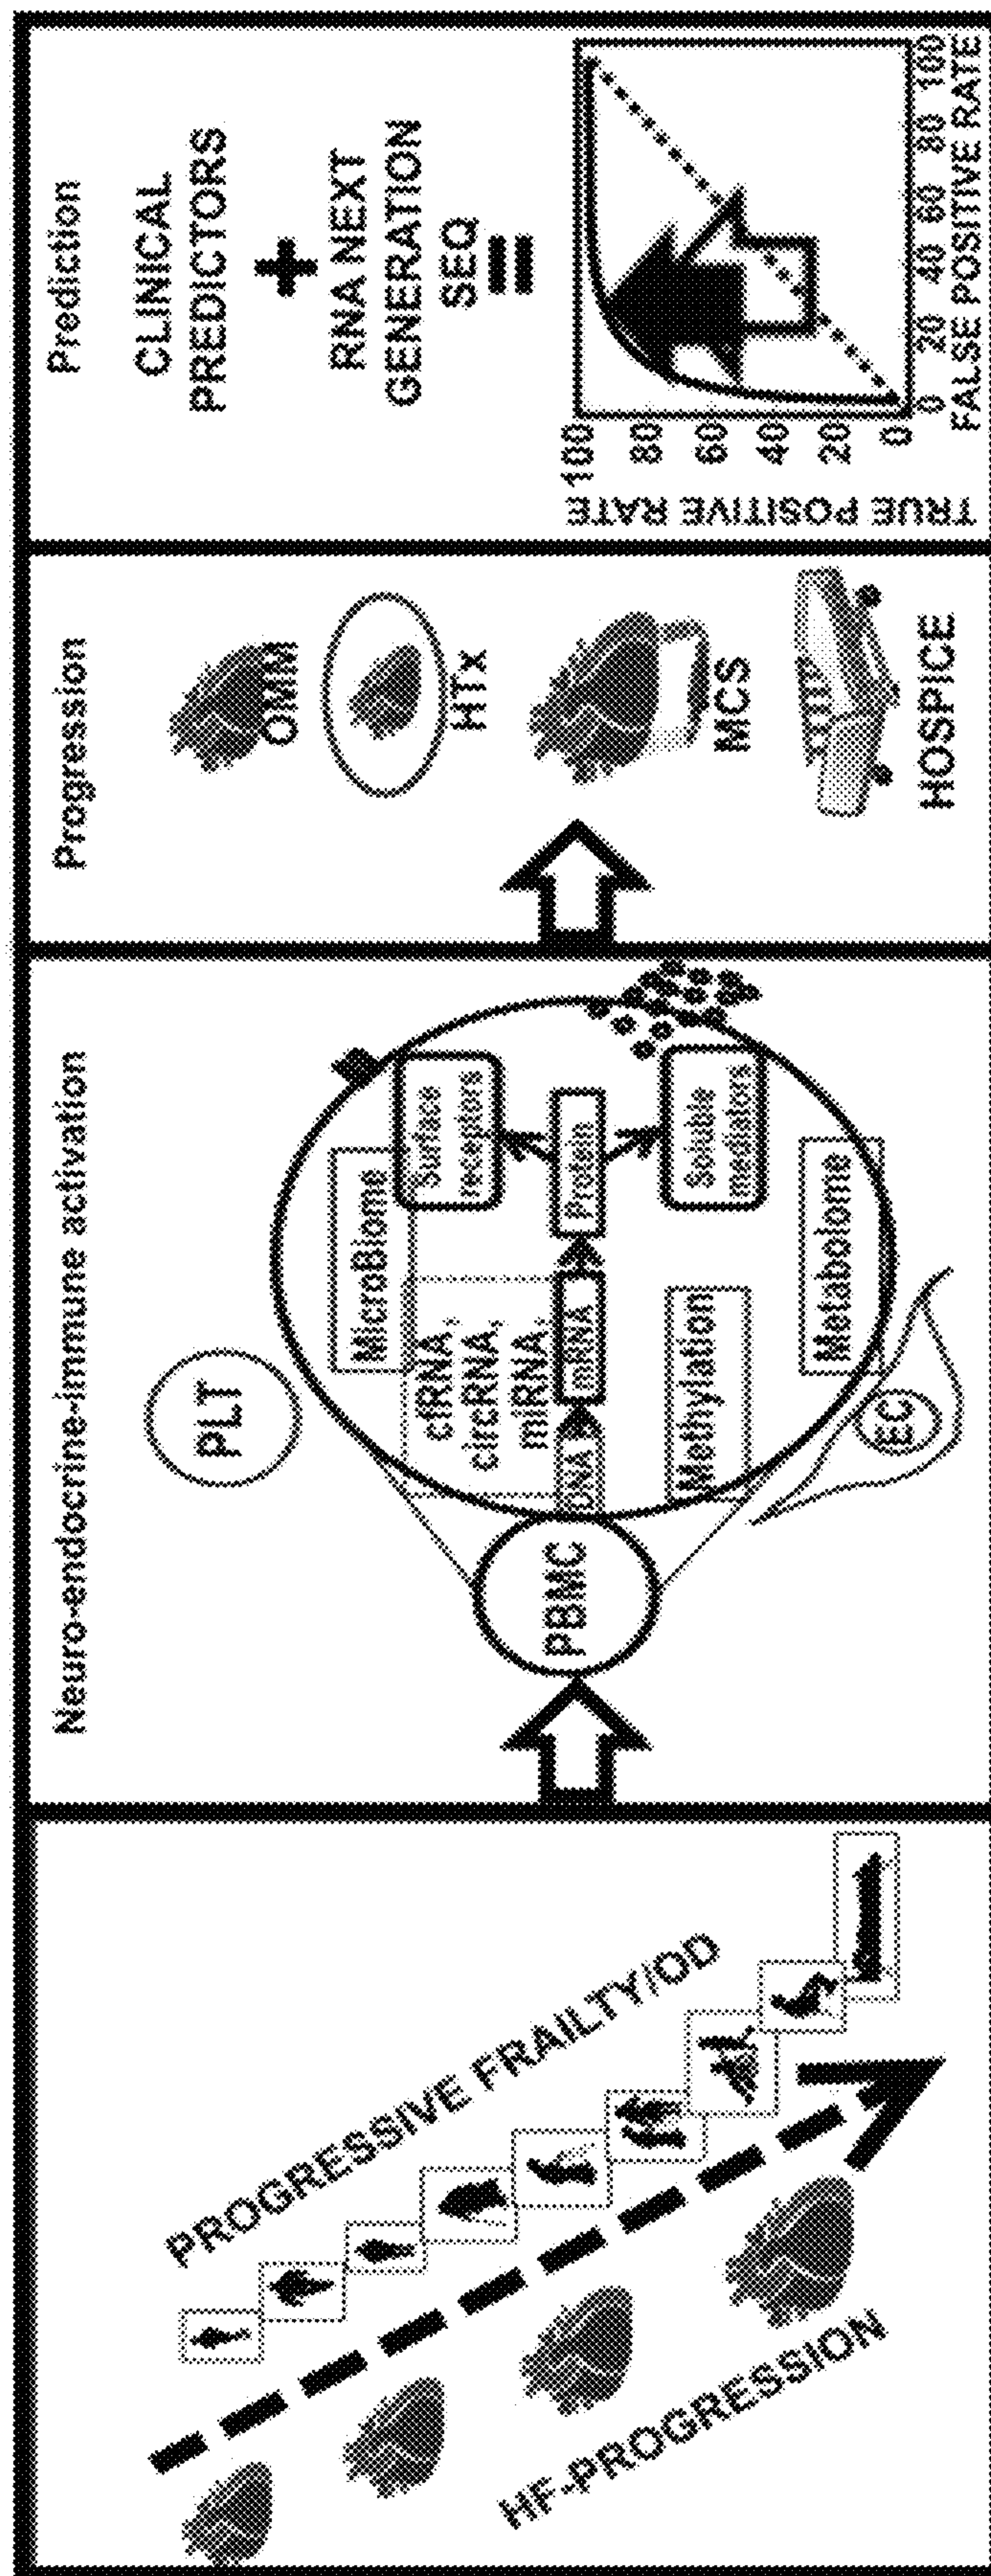 PROGRESSIVE FRAILTY/OD
HF-PROGRESSION
Neuro-endocrine-immune activation
PLT
PBMC
MicroBiome
cfRNA,
circRNA,
miRNA,
DNA
mRNA
Protein
Surface
receptors
Soluble
mediators
Methylation
Metabolome
EC
Progression
OMM
HTx
MCS
HOSPICE
Prediction
CLINICAL
PREDICTORS
+
RNA NEXT
GENERATION
SEQ
=
TRUE POSITIVE RATE
100
80
60
40
20
0
0 20 40 60 80 100
FALSE POSITIVE RATE